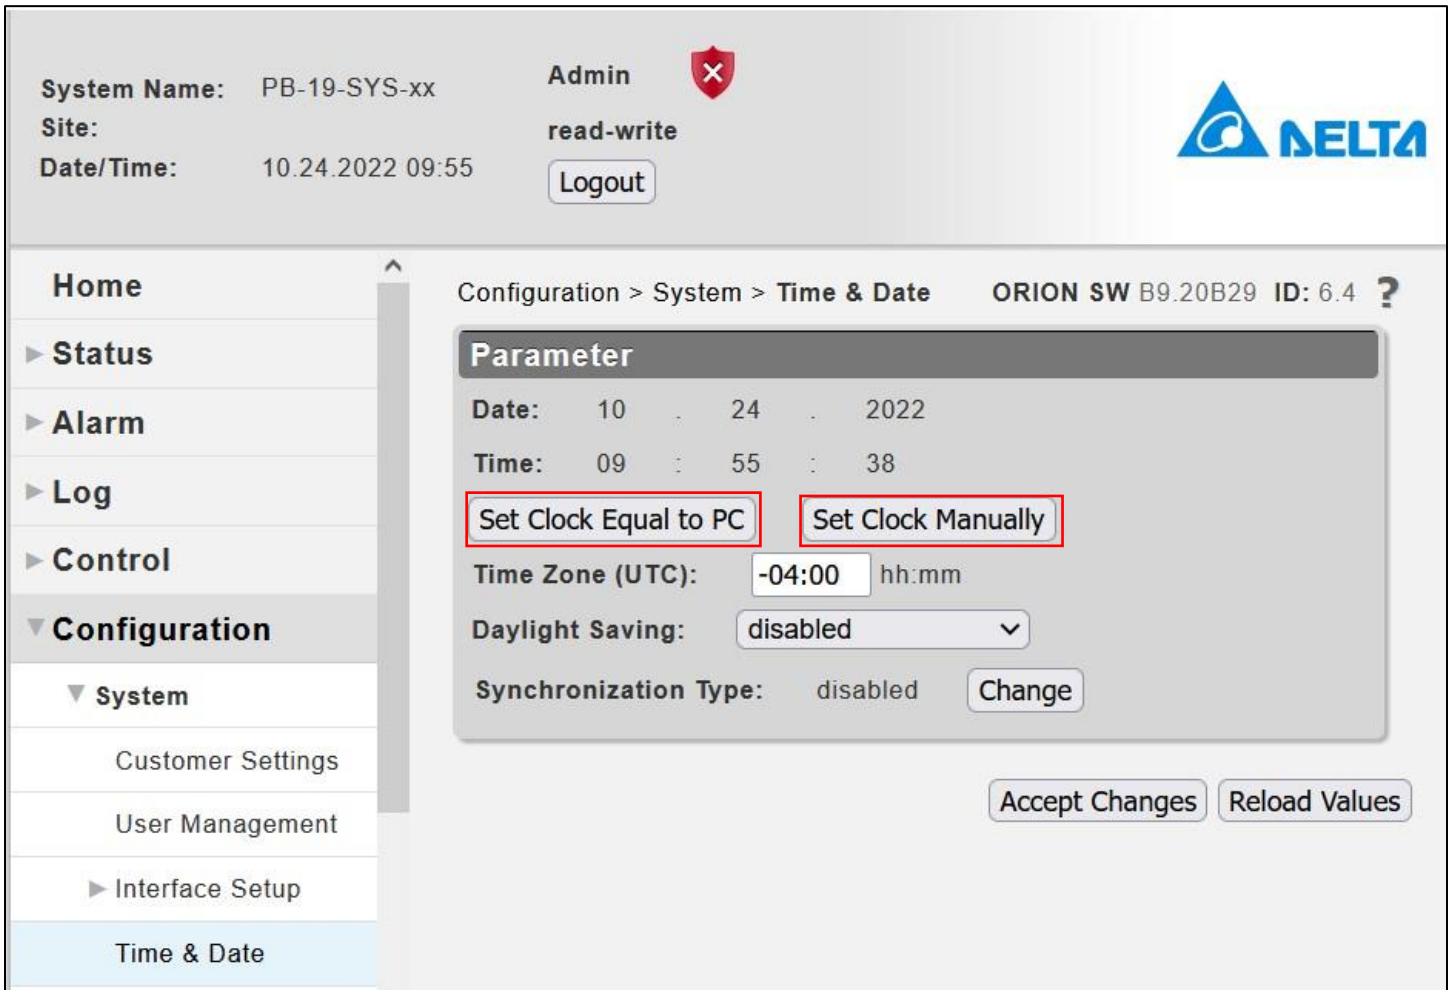 System Name: PB-19-SYS-xx
Site:
Date/Time: 10.24.2022 09:55
Admin
read-write
Logout
DELTA
Home
Status
Alarm
Log
Control
Configuration
System
Customer Settings
User Management
Interface Setup
Time & Date
Configuration > System > Time & Date ORION SW B9.20B29 ID: 6.4 ?
Parameter
Date: 10 . 24 . 2022
Time: 09 : 55 : 38
Set Clock Equal to PC Set Clock Manually
Time Zone (UTC): -04:00 hh:mm
Daylight Saving: disabled
Synchronization Type: disabled Change
Accept Changes Reload Values